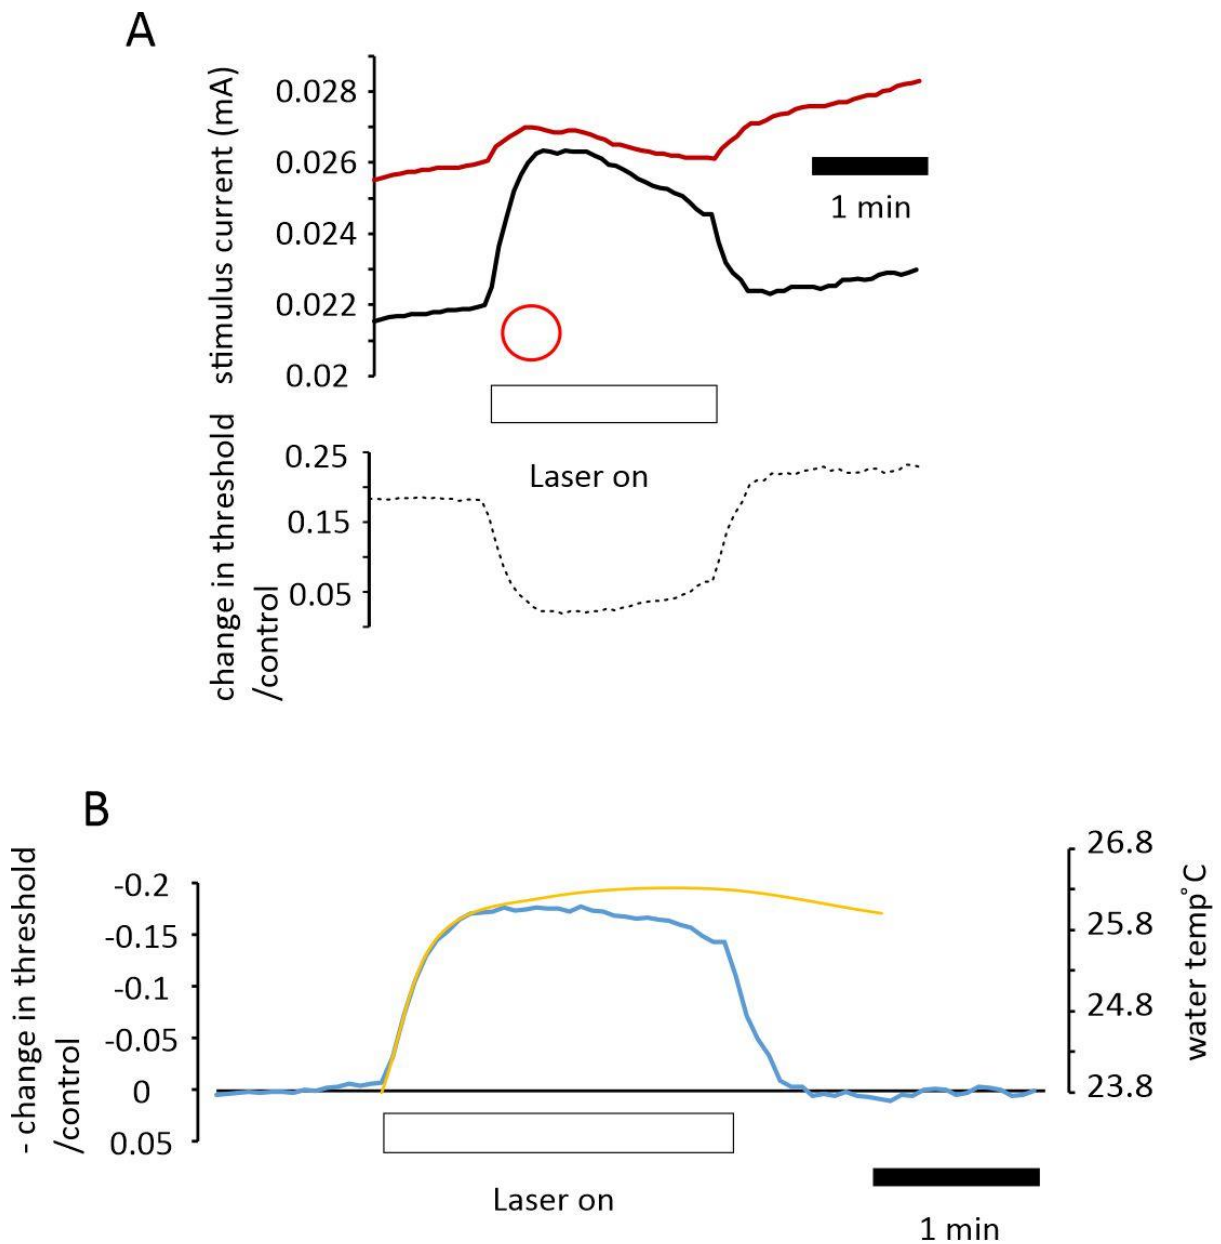 A
stimulus current (mA)
0.028
0.026
0.024
0.022
0.02
1 min
change in threshold
/control
0.25
0.15
0.05
Laser on
B
- change in threshold
/control
-0.2
-0.15
-0.1
-0.05
0
0.05
26.8
25.8
24.8
23.8
water temp°C
Laser on
1 min